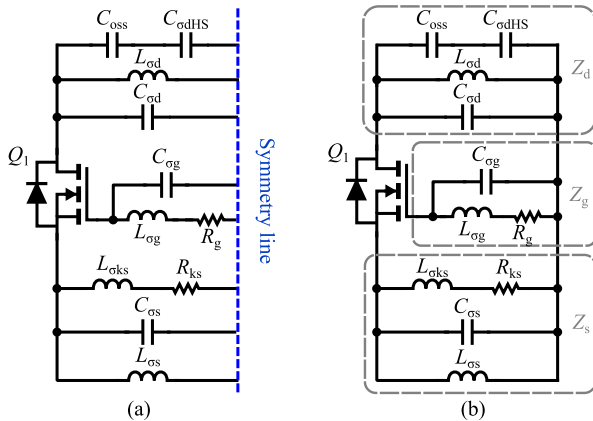 C_oss C_σdHS
L_σd
C_σd
Q_1
C_σg
L_σg R_g
L_σks R_ks
C_σs
L_σs
Symmetry line
(a)
C_oss C_σdHS
L_σd
Z_d
C_σd
Q_1
C_σg
Z_g
L_σg R_g
L_σks R_ks
C_σs
Z_s
L_σs
(b)